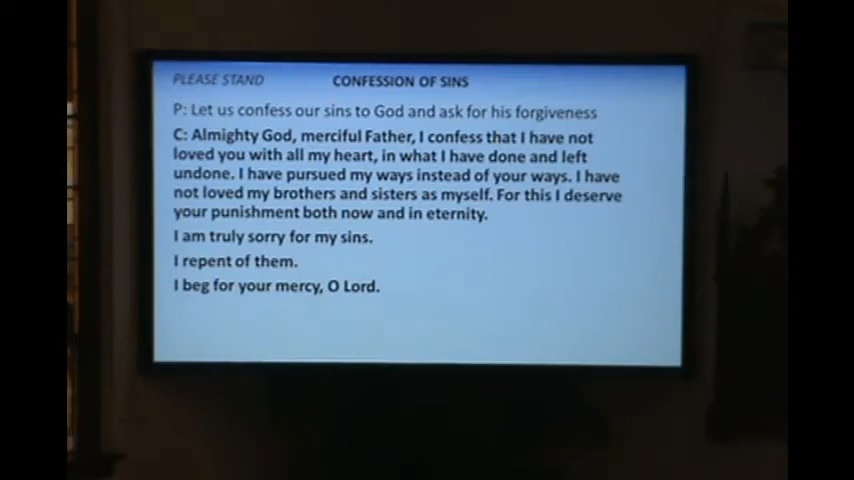 PLEASE STAND CONFESSION OF SINS
P: Let us confess our sins to God and ask for his forgiveness
C: Almighty God, merciful Father, I confess that I have not
loved you with all my heart, in what I have done and left
undone. I have pursued my ways instead of your ways. I have
not loved my brothers and sisters as myself. For this I deserve
your punishment both now and in eternity.
I am truly sorry for my sins.
I repent of them.
I beg for your mercy, O Lord.